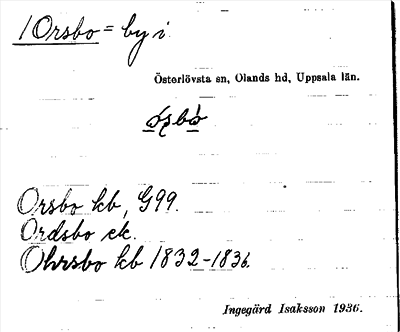 / Orsbo = by i
Österlövsta sn, Olands hd, Uppsala län.
Orsbo kb, G99.
Ordsbo ek.
Ohrsbo kb 1832-1836.
Ingegärd Isaksson 1936.